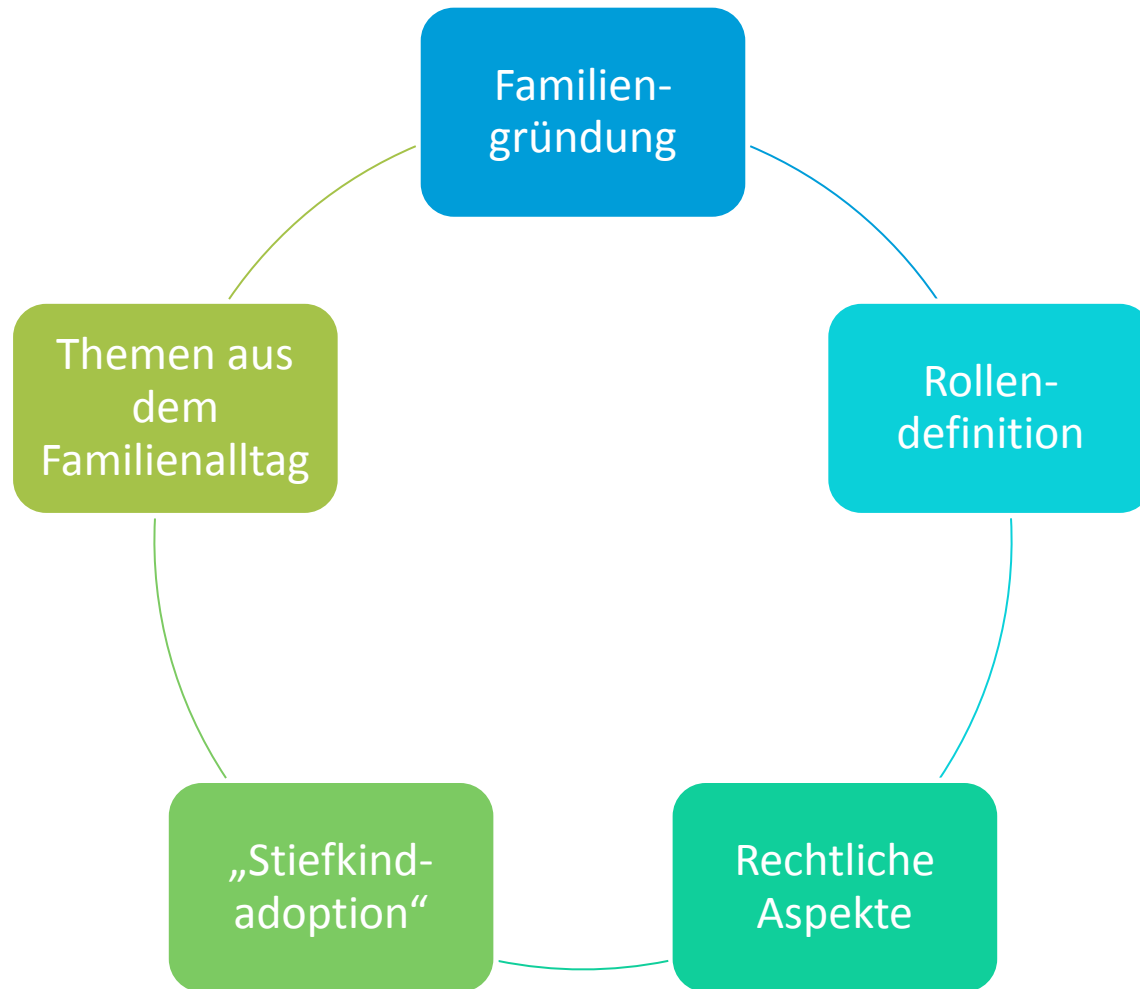 Familien-
gründung
Rollen-
definition
Rechtliche
Aspekte
„Stiefkind-
adoption“
Themen aus
dem
Familienalltag